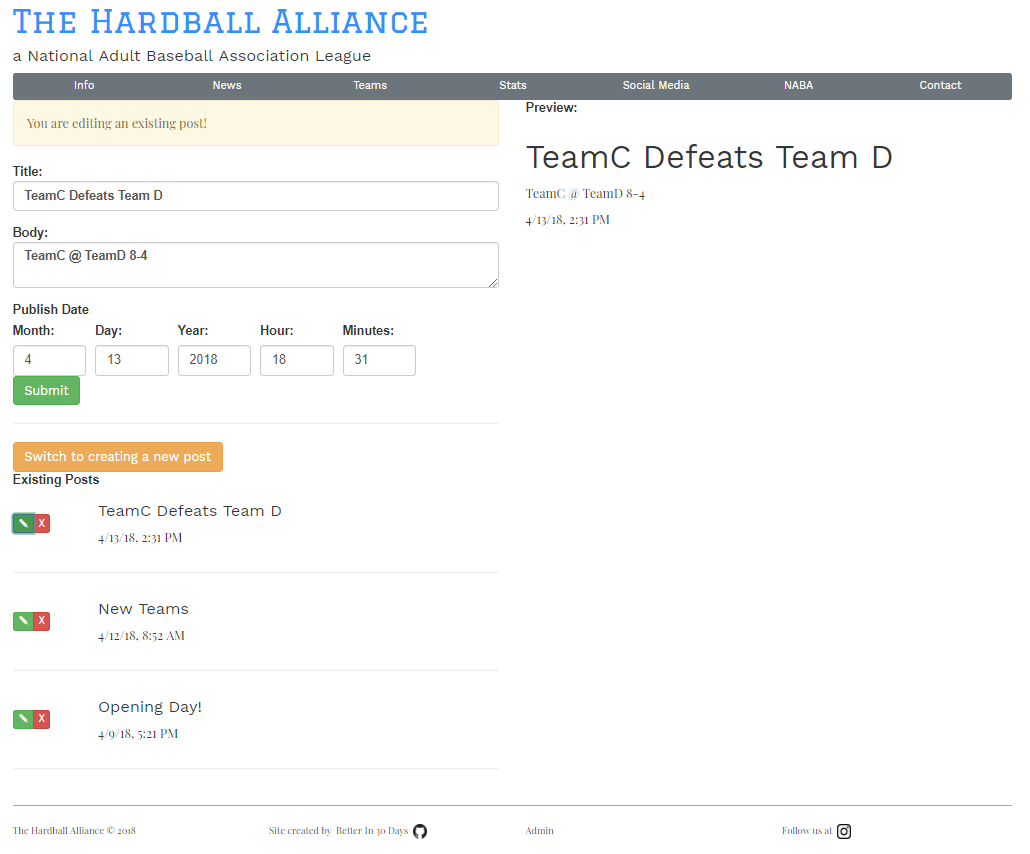 The Hardball Alliance
a National Adult Baseball Association League
Info News Teams Stats Social Media NABA Contact
You are editing an existing post!
Title:
TeamC Defeats Team D
Body:
TeamC @ TeamD 8-4
Publish Date
Month: Day: Year: Hour: Minutes:
4 13 2018 18 31
Submit
Switch to creating a new post
Existing Posts
X
TeamC Defeats Team D
4/13/18, 2:31 PM
X
New Teams
4/12/18, 8:52 AM
X
Opening Day!
4/9/18, 5:21 PM
Preview:
TeamC Defeats Team D
TeamC @ TeamD 8-4
4/13/18, 2:31 PM
The Hardball Alliance © 2018 Site created by Better In 30 Days Admin Follow us at